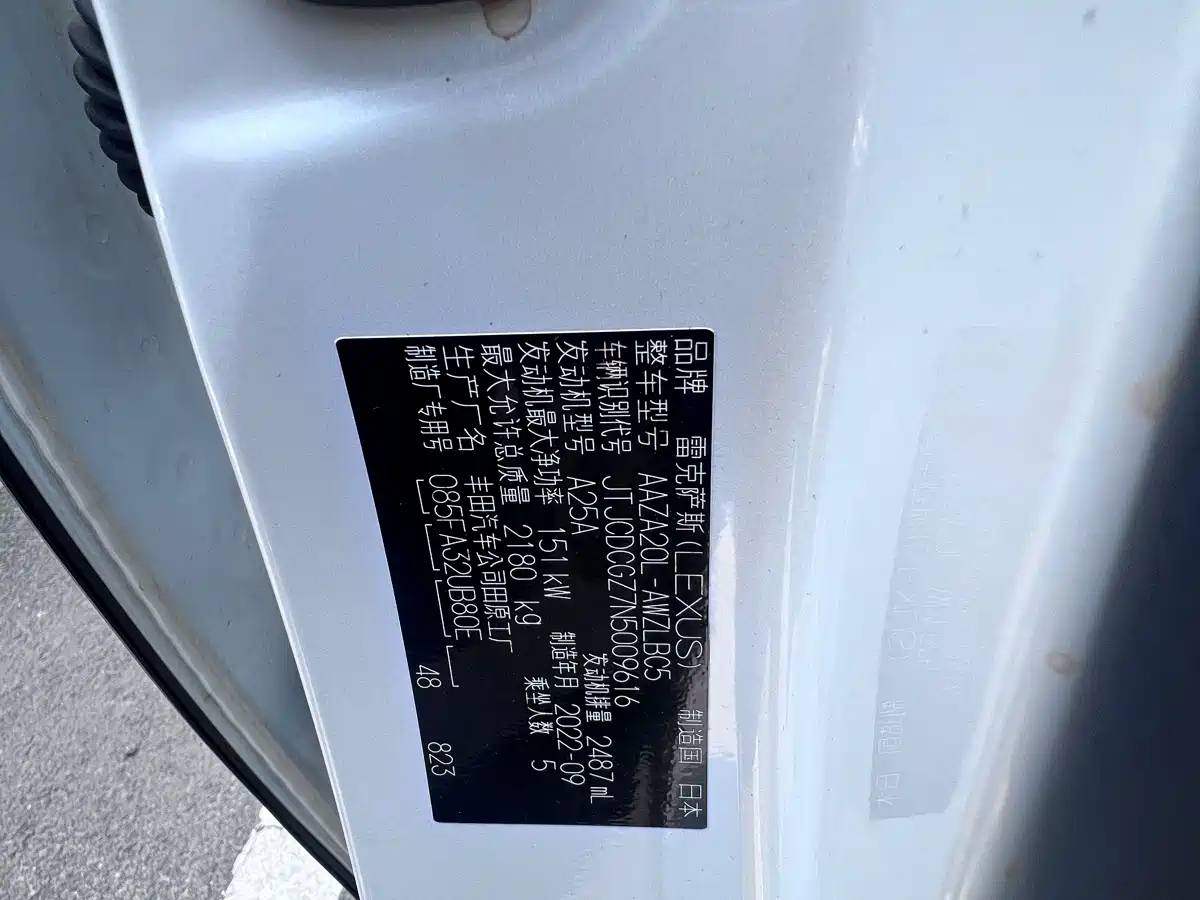 品牌 雷克萨斯(LEXUS) 制造国 日本
整车型号 AAZA20L-AWZLBC5
车辆识别代号 JTJODCGZ7N5009616
发动机型号 A25A 发动机排量 2487 mL
发动机最大净功率 151 kW 制造年月 2022-09
最大允许总质量 2180 kg 乘坐人数 5
生产厂名 丰田汽车公司田原工厂
制造厂专用号 085FA32UB80E 48 823